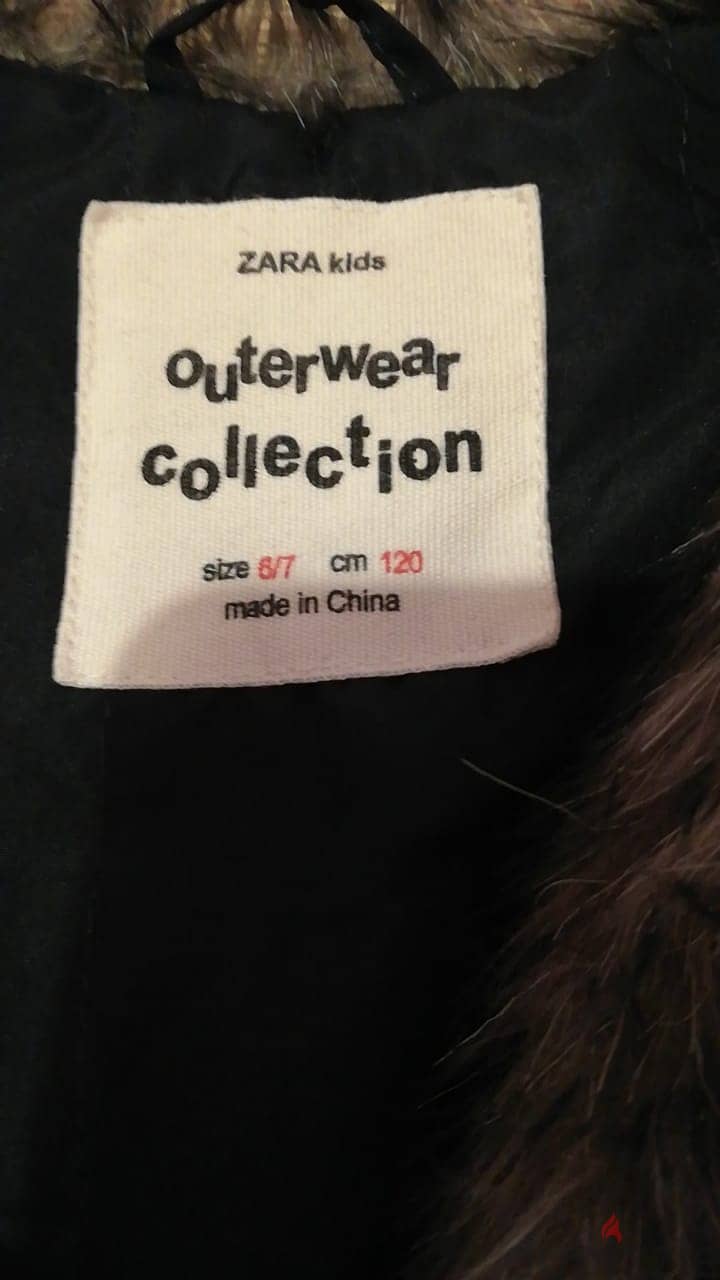 ZARA kids
outerwear
collection
size 6/7 cm 120
made in China